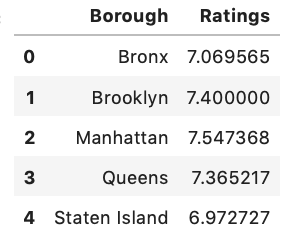 Borough Ratings
0 Bronx 7.069565
1 Brooklyn 7.400000
2 Manhattan 7.547368
3 Queens 7.365217
4 Staten Island 6.972727